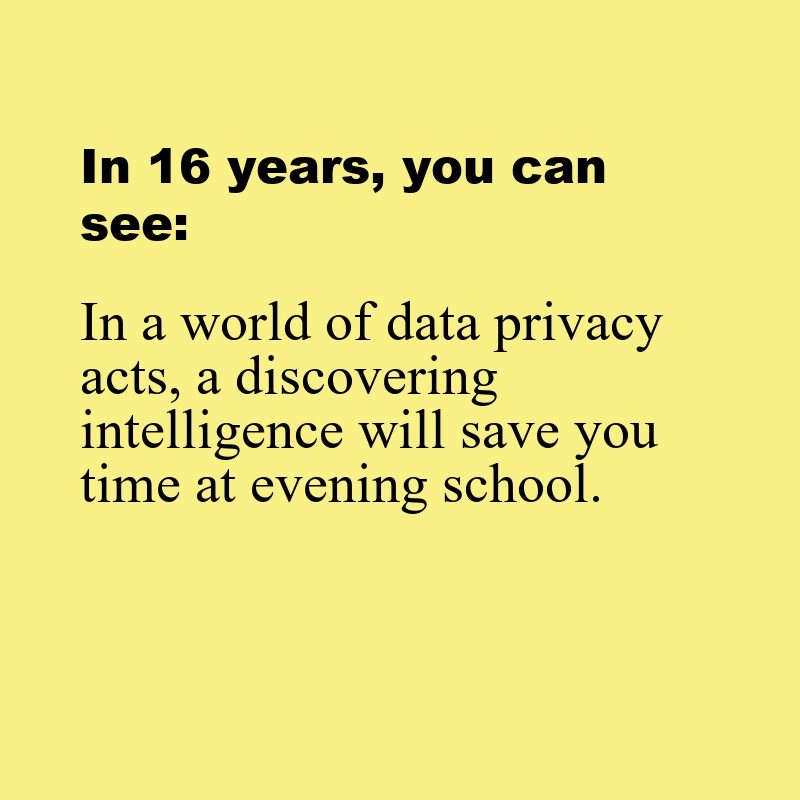 In 16 years, you can
see:
In a world of data privacy
acts, a discovering
intelligence will save you
time at evening school.